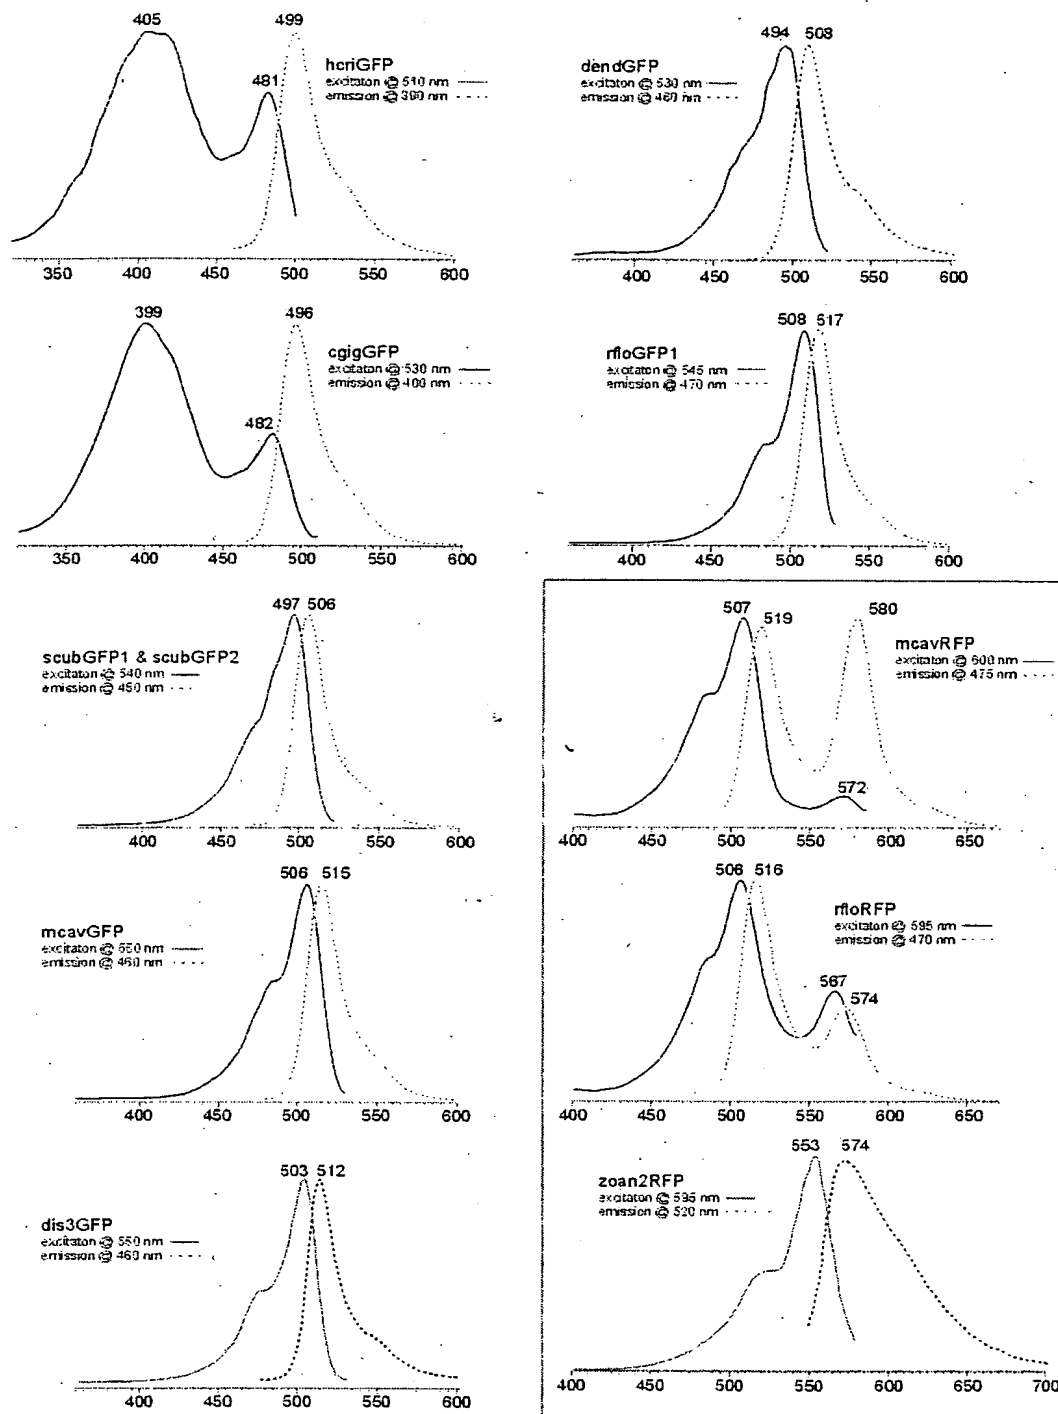 405 499
hcriGFP
excitaton @ 510 nm
emission @ 390 nm
481
350 400 450 500 550 600
494 508
dendGFP
excitaton @ 530 nm
emission @ 460 nm
400 450 500 550 600
399 496
cgigGFP
excitaton @ 530 nm
emission @ 400 nm
482
350 400 450 500 550 600
508 517
rfloGFP1
excitaton @ 545 nm
emission @ 470 nm
400 450 500 550 600
497 506
scubGFP1 & scubGFP2
excitaton @ 540 nm
emission @ 450 nm
400 450 500 550 600
507 519 580
mcavRFP
excitaton @ 600 nm
emission @ 475 nm
572
400 450 500 550 600 650
506 515
mcavGFP
excitaton @ 550 nm
emission @ 460 nm
400 450 500 550 600
506 516
rfloRFP
excitaton @ 595 nm
emission @ 470 nm
567
574
400 450 500 550 600 650
503 512
dis3GFP
excitaton @ 550 nm
emission @ 460 nm
400 450 500 550 600
553 574
zoan2RFP
excitaton @ 595 nm
emission @ 520 nm
400 450 500 550 600 650 700